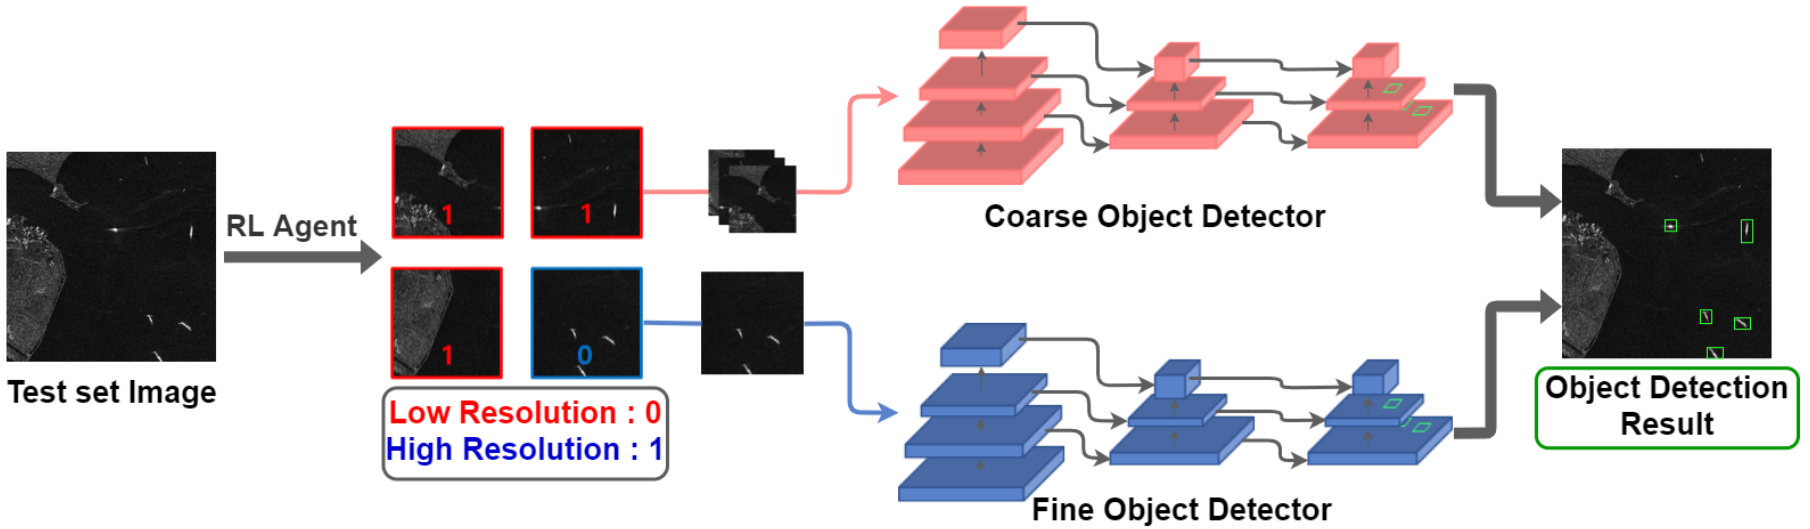 Test set Image
RL Agent
1
1
1
0
Low Resolution : 0
High Resolution : 1
Coarse Object Detector
Fine Object Detector
Object Detection
Result